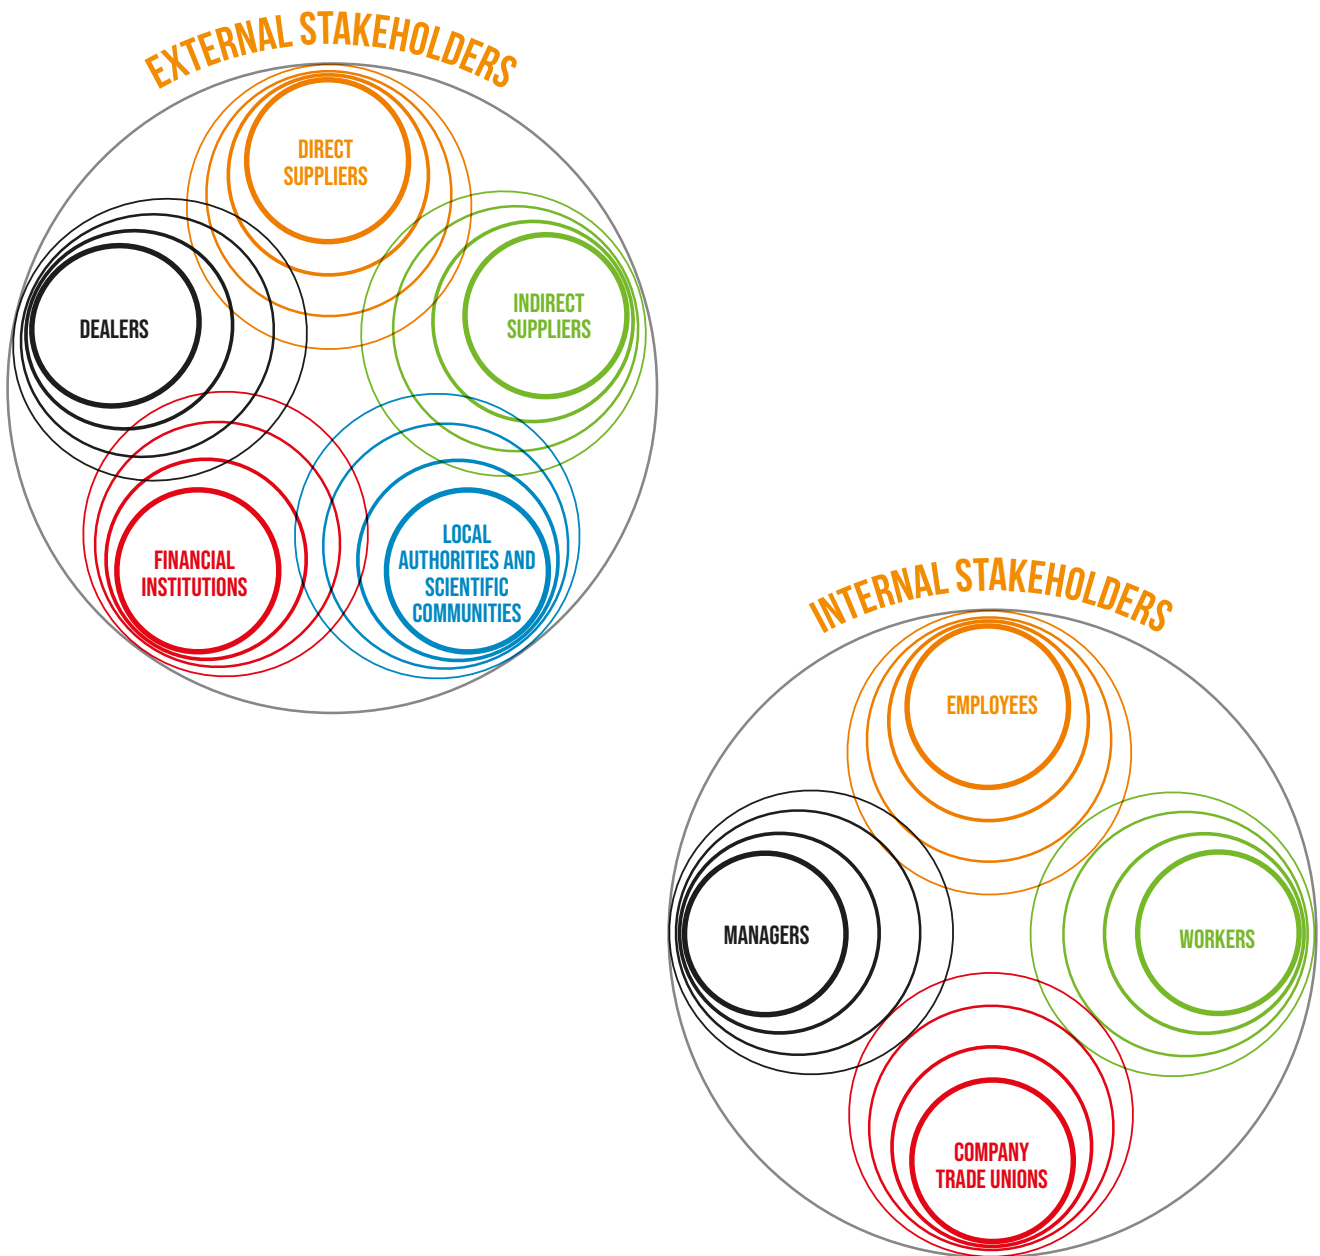 EXTERNAL STAKEHOLDERS
DIRECT
SUPPLIERS
INDIRECT
SUPPLIERS
DEALERS
LOCAL
AUTHORITIES AND
SCIENTIFIC
COMMUNITIES
FINANCIAL
INSTITUTIONS
INTERNAL STAKEHOLDERS
EMPLOYEES
MANAGERS
WORKERS
COMPANY
TRADE UNIONS